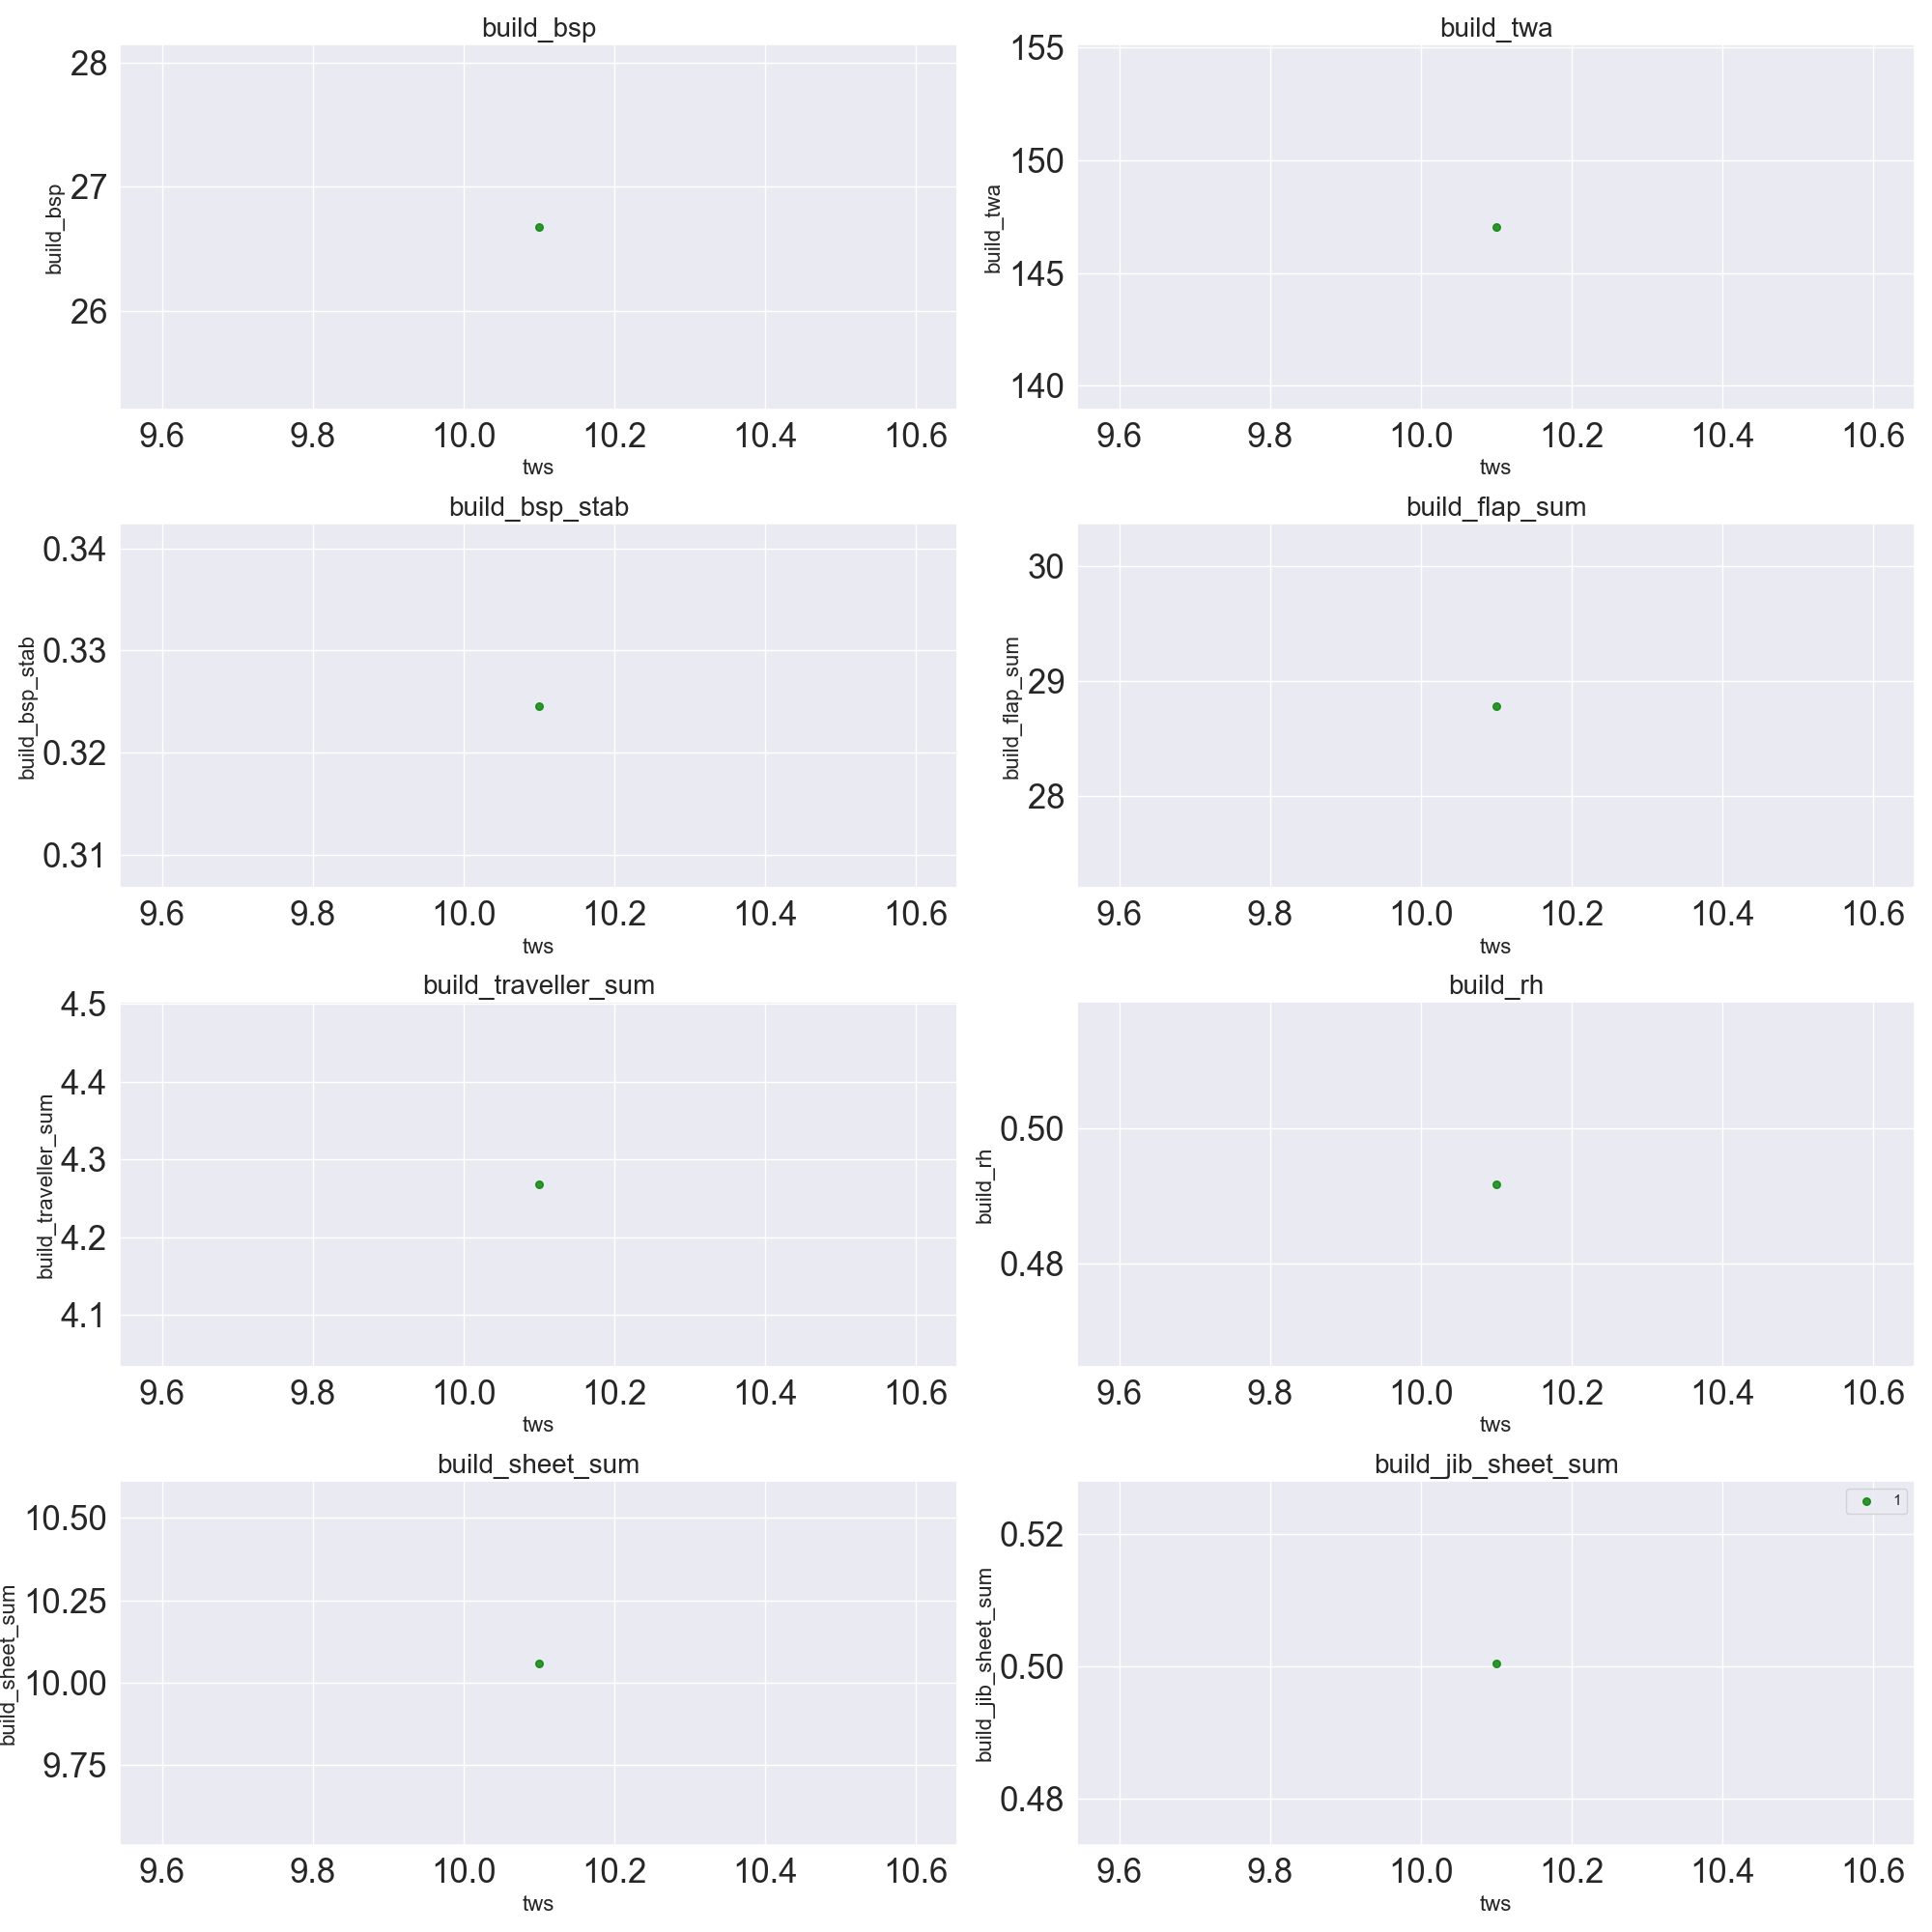 build_bsp
build_bsp
28
27
26
9.6 9.8 10.0 10.2 10.4 10.6
tws
build_twa
build_twa
155
150
145
140
9.6 9.8 10.0 10.2 10.4 10.6
tws
build_bsp_stab
build_bsp_stab
0.34
0.33
0.32
0.31
9.6 9.8 10.0 10.2 10.4 10.6
tws
build_flap_sum
build_flap_sum
30
29
28
9.6 9.8 10.0 10.2 10.4 10.6
tws
build_traveller_sum
build_traveller_sum
4.5
4.4
4.3
4.2
4.1
9.6 9.8 10.0 10.2 10.4 10.6
tws
build_rh
build_rh
0.50
0.48
9.6 9.8 10.0 10.2 10.4 10.6
tws
build_sheet_sum
build_sheet_sum
10.50
10.25
10.00
9.75
9.6 9.8 10.0 10.2 10.4 10.6
tws
build_jib_sheet_sum
build_jib_sheet_sum
1
0.52
0.50
0.48
9.6 9.8 10.0 10.2 10.4 10.6
tws